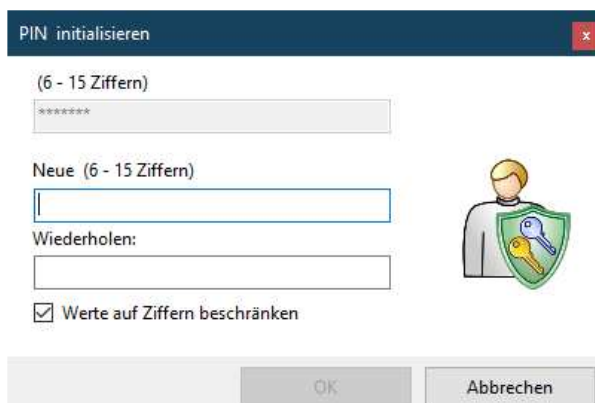 PIN initialisieren
x
(6 - 15 Ziffern)
*******
Neue (6 - 15 Ziffern)
Wiederholen:
Werte auf Ziffern beschränken
OK
Abbrechen